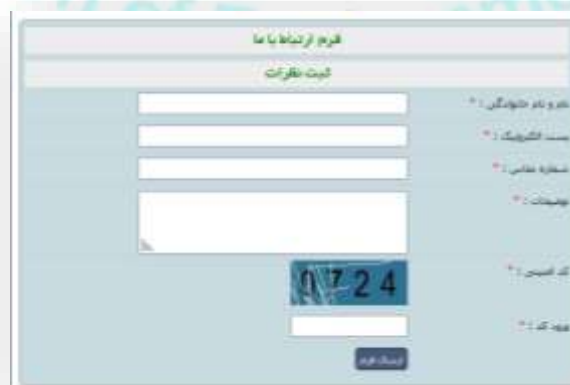 فرم ارتباط با ما
ثبت نظرات
نام و نام خانوادگی : *
پست الکترونیک : *
شماره تماس : *
توضیحات : *
کد امنیتی : *
0724
ورود کد : *
ارسال فرم